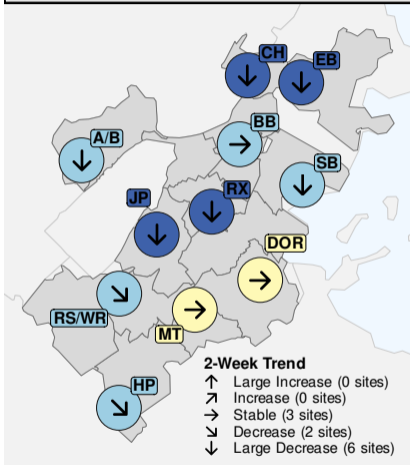 CH
EB
BB
A/B
SB
JP
RX
DOR
RS/WR
MT
HP
2-Week Trend
↑ Large Increase (0 sites)
↗ Increase (0 sites)
→ Stable (3 sites)
↘ Decrease (2 sites)
↓ Large Decrease (6 sites)